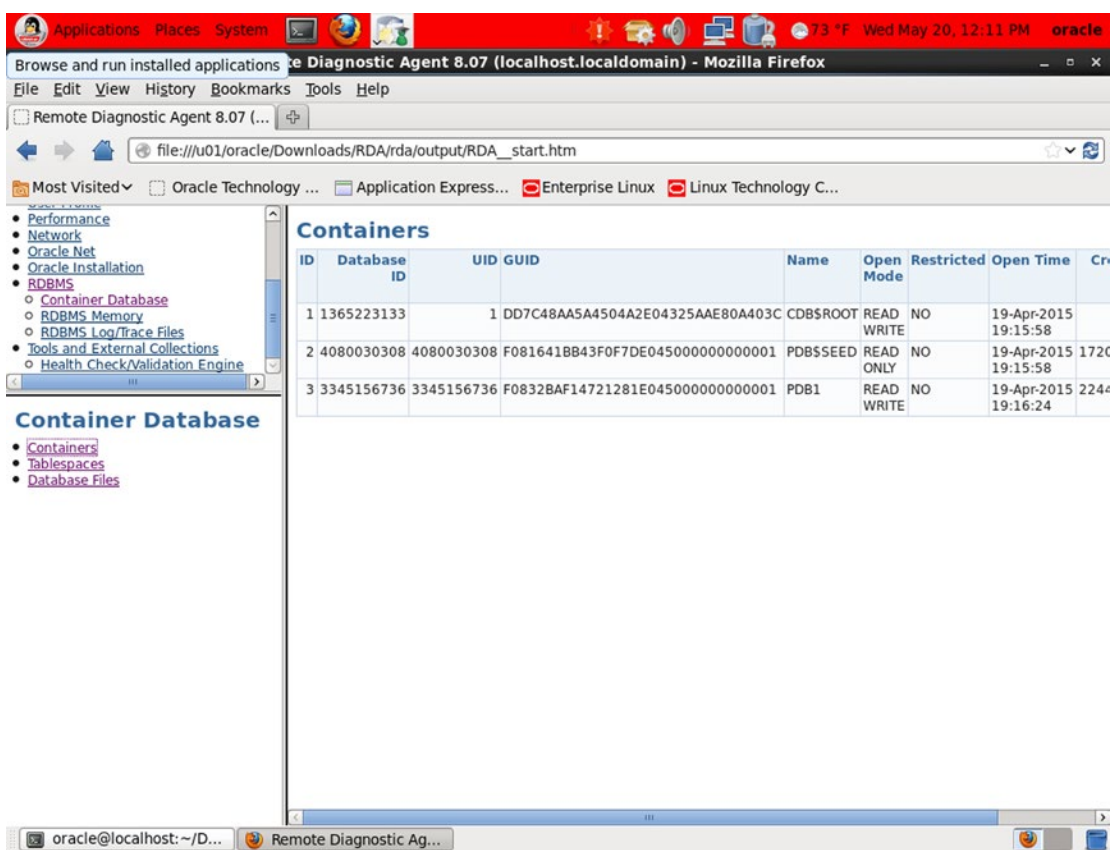 Applications Places System 73 °F Wed May 20, 12:11 PM oracle
Browse and run installed applications
te Diagnostic Agent 8.07 (localhost.localdomain) - Mozilla Firefox
File Edit View History Bookmarks Tools Help
Remote Diagnostic Agent 8.07 (...
file:///u01/oracle/Downloads/RDA/rda/output/RDA__start.htm
Most Visited Oracle Technology ... Application Express... Enterprise Linux Linux Technology C...
Performance
Network
Oracle Net
Oracle Installation
RDBMS
Container Database
RDBMS Memory
RDBMS Log/Trace Files
Tools and External Collections
Health Check/Validation Engine
Container Database
Containers
Tablespaces
Database Files
Containers
ID Database ID UID GUID Name Open Mode Restricted Open Time Cre
1 1365223133 1 DD7C48AA5A4504A2E04325AAE80A403C CDB$ROOT READ WRITE NO 19-Apr-2015 19:15:58
2 4080030308 4080030308 F081641BB43F0F7DE045000000000001 PDB$SEED READ ONLY NO 19-Apr-2015 19:15:58 1720
3 3345156736 3345156736 F0832BAF14721281E045000000000001 PDB1 READ WRITE NO 19-Apr-2015 19:16:24 2244
oracle@localhost:~/D... Remote Diagnostic Ag...